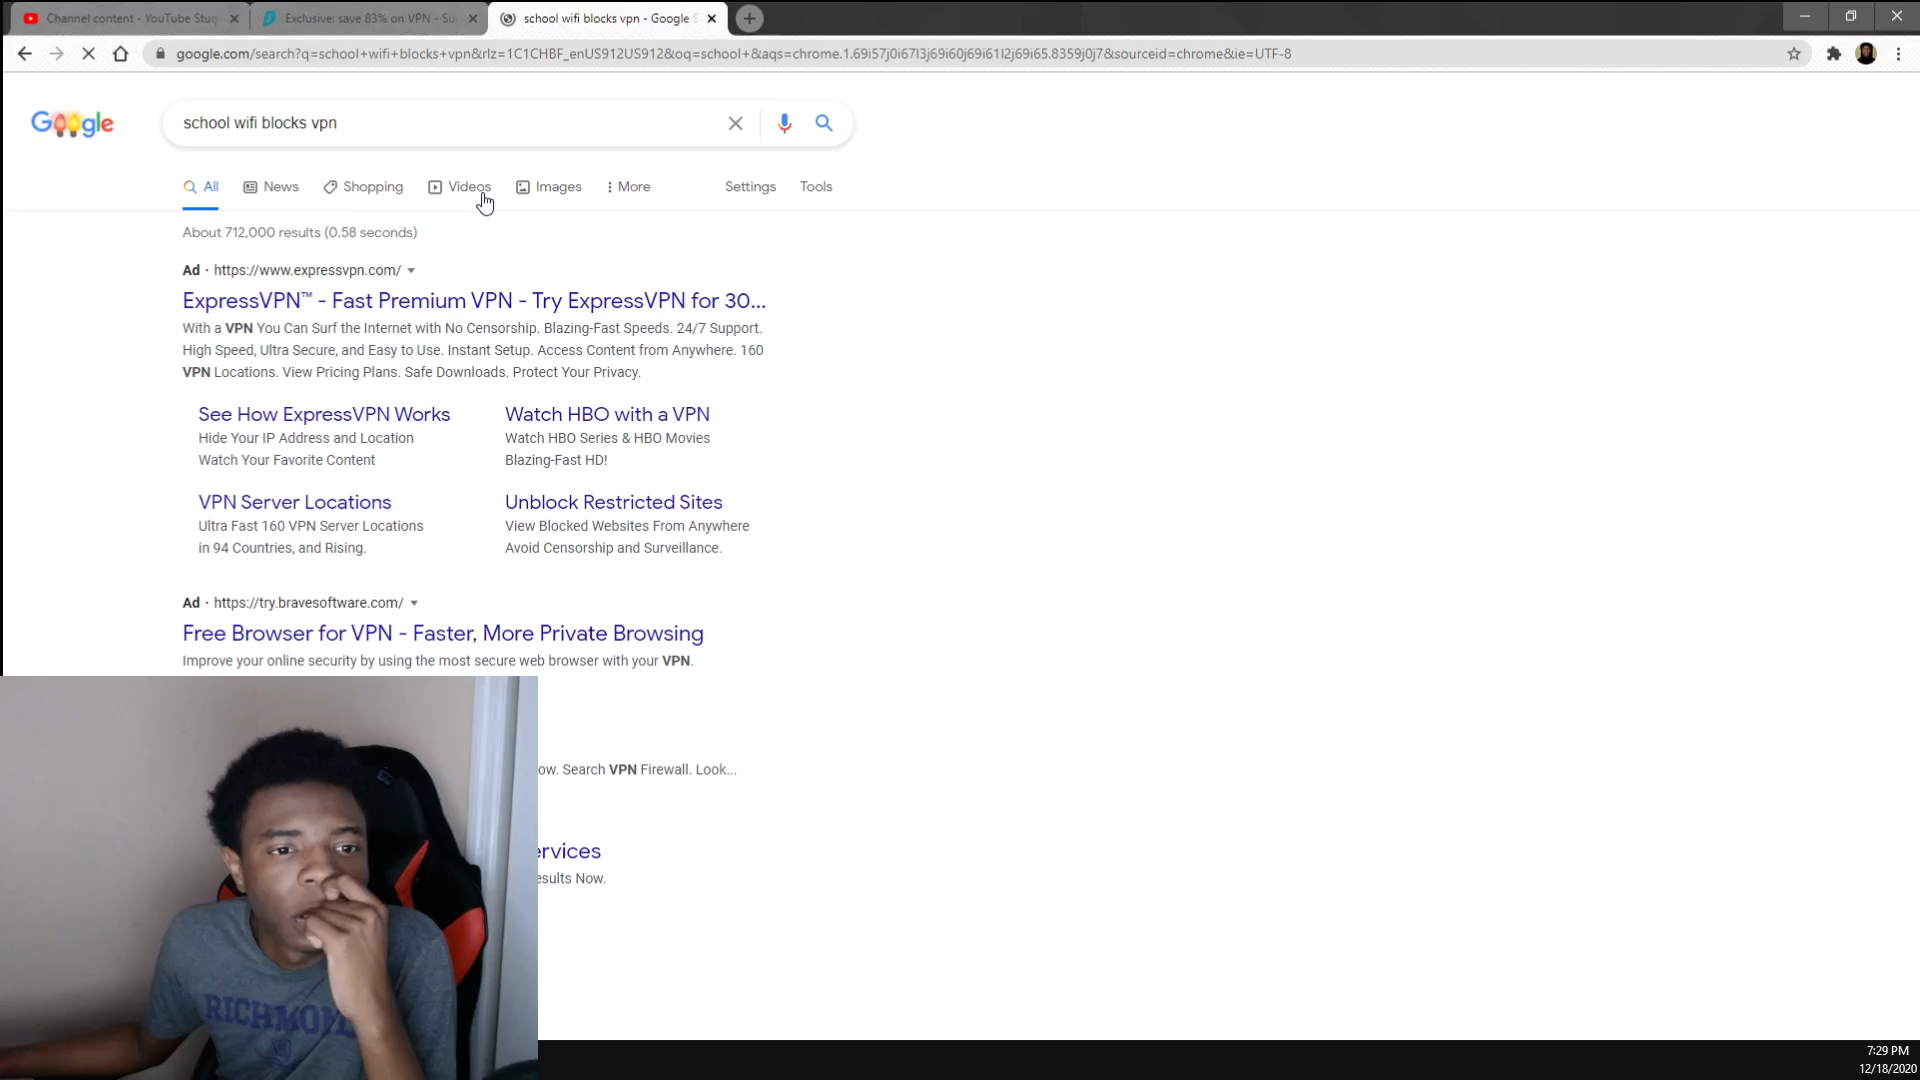 Channel content - YouTube Stu
Exclusive: save 83% on VPN - Su
school wifi blocks vpn - Google S
google.com/search?q=school+wifi+blocks+vpn&rlz=1C1CHBF_enUS912US912&oq=school+&aqs=chrome.1.69i57j0i67l3j69i60j69i61l2j69i65.8359j0j7&sourceid=chrome&ie=UTF-8
Google
school wifi blocks vpn
All News Shopping Videos Images More Settings Tools
About 712,000 results (0.58 seconds)
Ad · https://www.expressvpn.com/
ExpressVPN™ - Fast Premium VPN - Try ExpressVPN for 30...
With a VPN You Can Surf the Internet with No Censorship. Blazing-Fast Speeds. 24/7 Support.
High Speed, Ultra Secure, and Easy to Use. Instant Setup. Access Content from Anywhere. 160
VPN Locations. View Pricing Plans. Safe Downloads. Protect Your Privacy.
See How ExpressVPN Works
Hide Your IP Address and Location
Watch Your Favorite Content
Watch HBO with a VPN
Watch HBO Series & HBO Movies
Blazing-Fast HD!
VPN Server Locations
Ultra Fast 160 VPN Server Locations
in 94 Countries, and Rising.
Unblock Restricted Sites
View Blocked Websites From Anywhere
Avoid Censorship and Surveillance.
Ad · https://try.bravesoftware.com/
Free Browser for VPN - Faster, More Private Browsing
Improve your online security by using the most secure web browser with your VPN.
ow. Search VPN Firewall. Look...
ervices
esults Now.
RICHMON
7:29 PM
12/18/2020